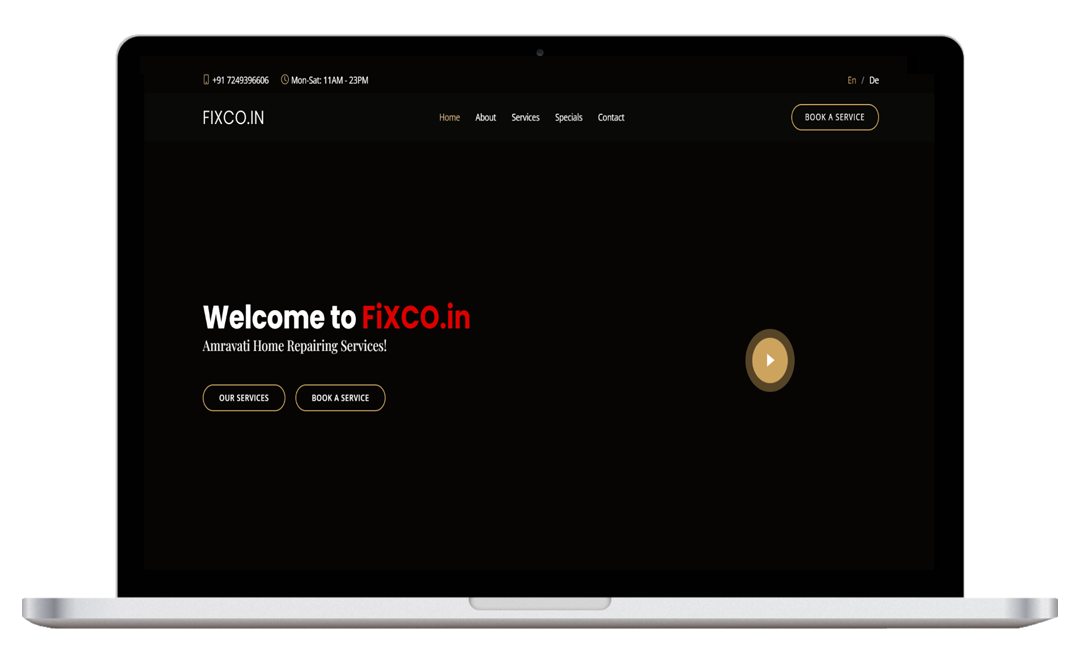 +91 7249396606 Mon-Sat: 11AM - 23PM En / De
FIXCO.IN Home About Services Specials Contact BOOK A SERVICE
Welcome to FiXCO.in
Amravati Home Repairing Services!
OUR SERVICES BOOK A SERVICE